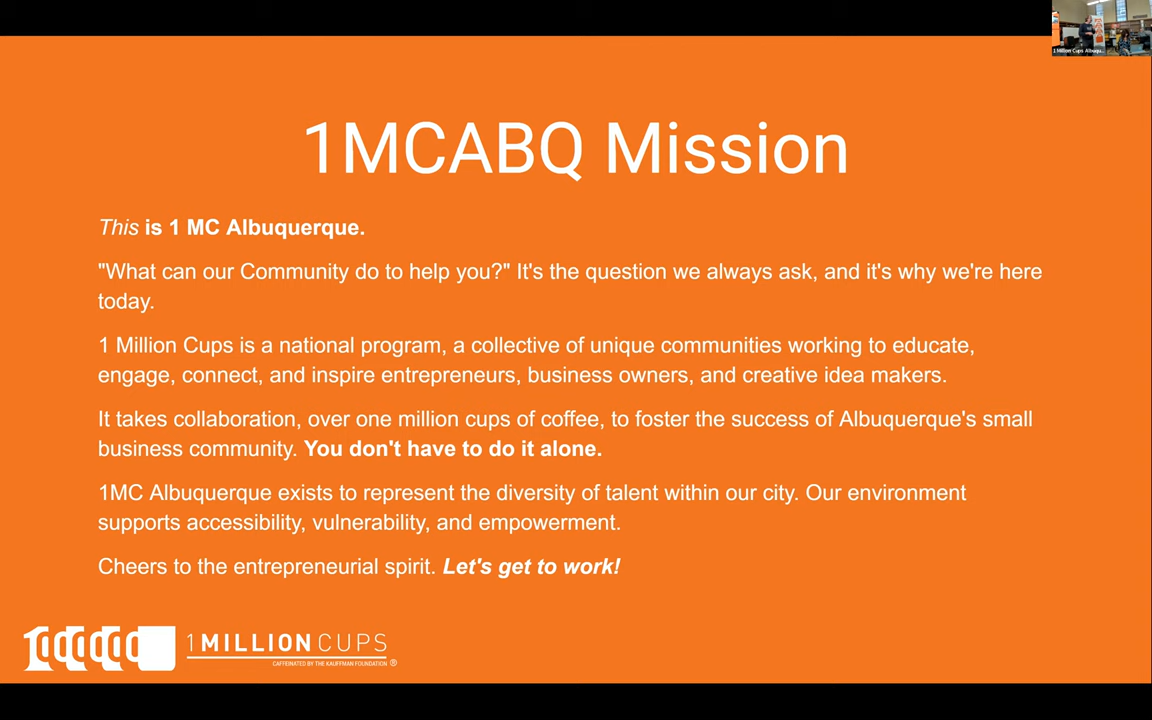 1 Million Cups Albuqu...
1MCABQ Mission
This is 1 MC Albuquerque.
"What can our Community do to help you?" It's the question we always ask, and it's why we're here
today.
1 Million Cups is a national program, a collective of unique communities working to educate,
engage, connect, and inspire entrepreneurs, business owners, and creative idea makers.
It takes collaboration, over one million cups of coffee, to foster the success of Albuquerque's small
business community. You don't have to do it alone.
1MC Albuquerque exists to represent the diversity of talent within our city. Our environment
supports accessibility, vulnerability, and empowerment.
Cheers to the entrepreneurial spirit. Let's get to work!
1 MILLION CUPS
CAFFEINATED BY THE KAUFFMAN FOUNDATION ®